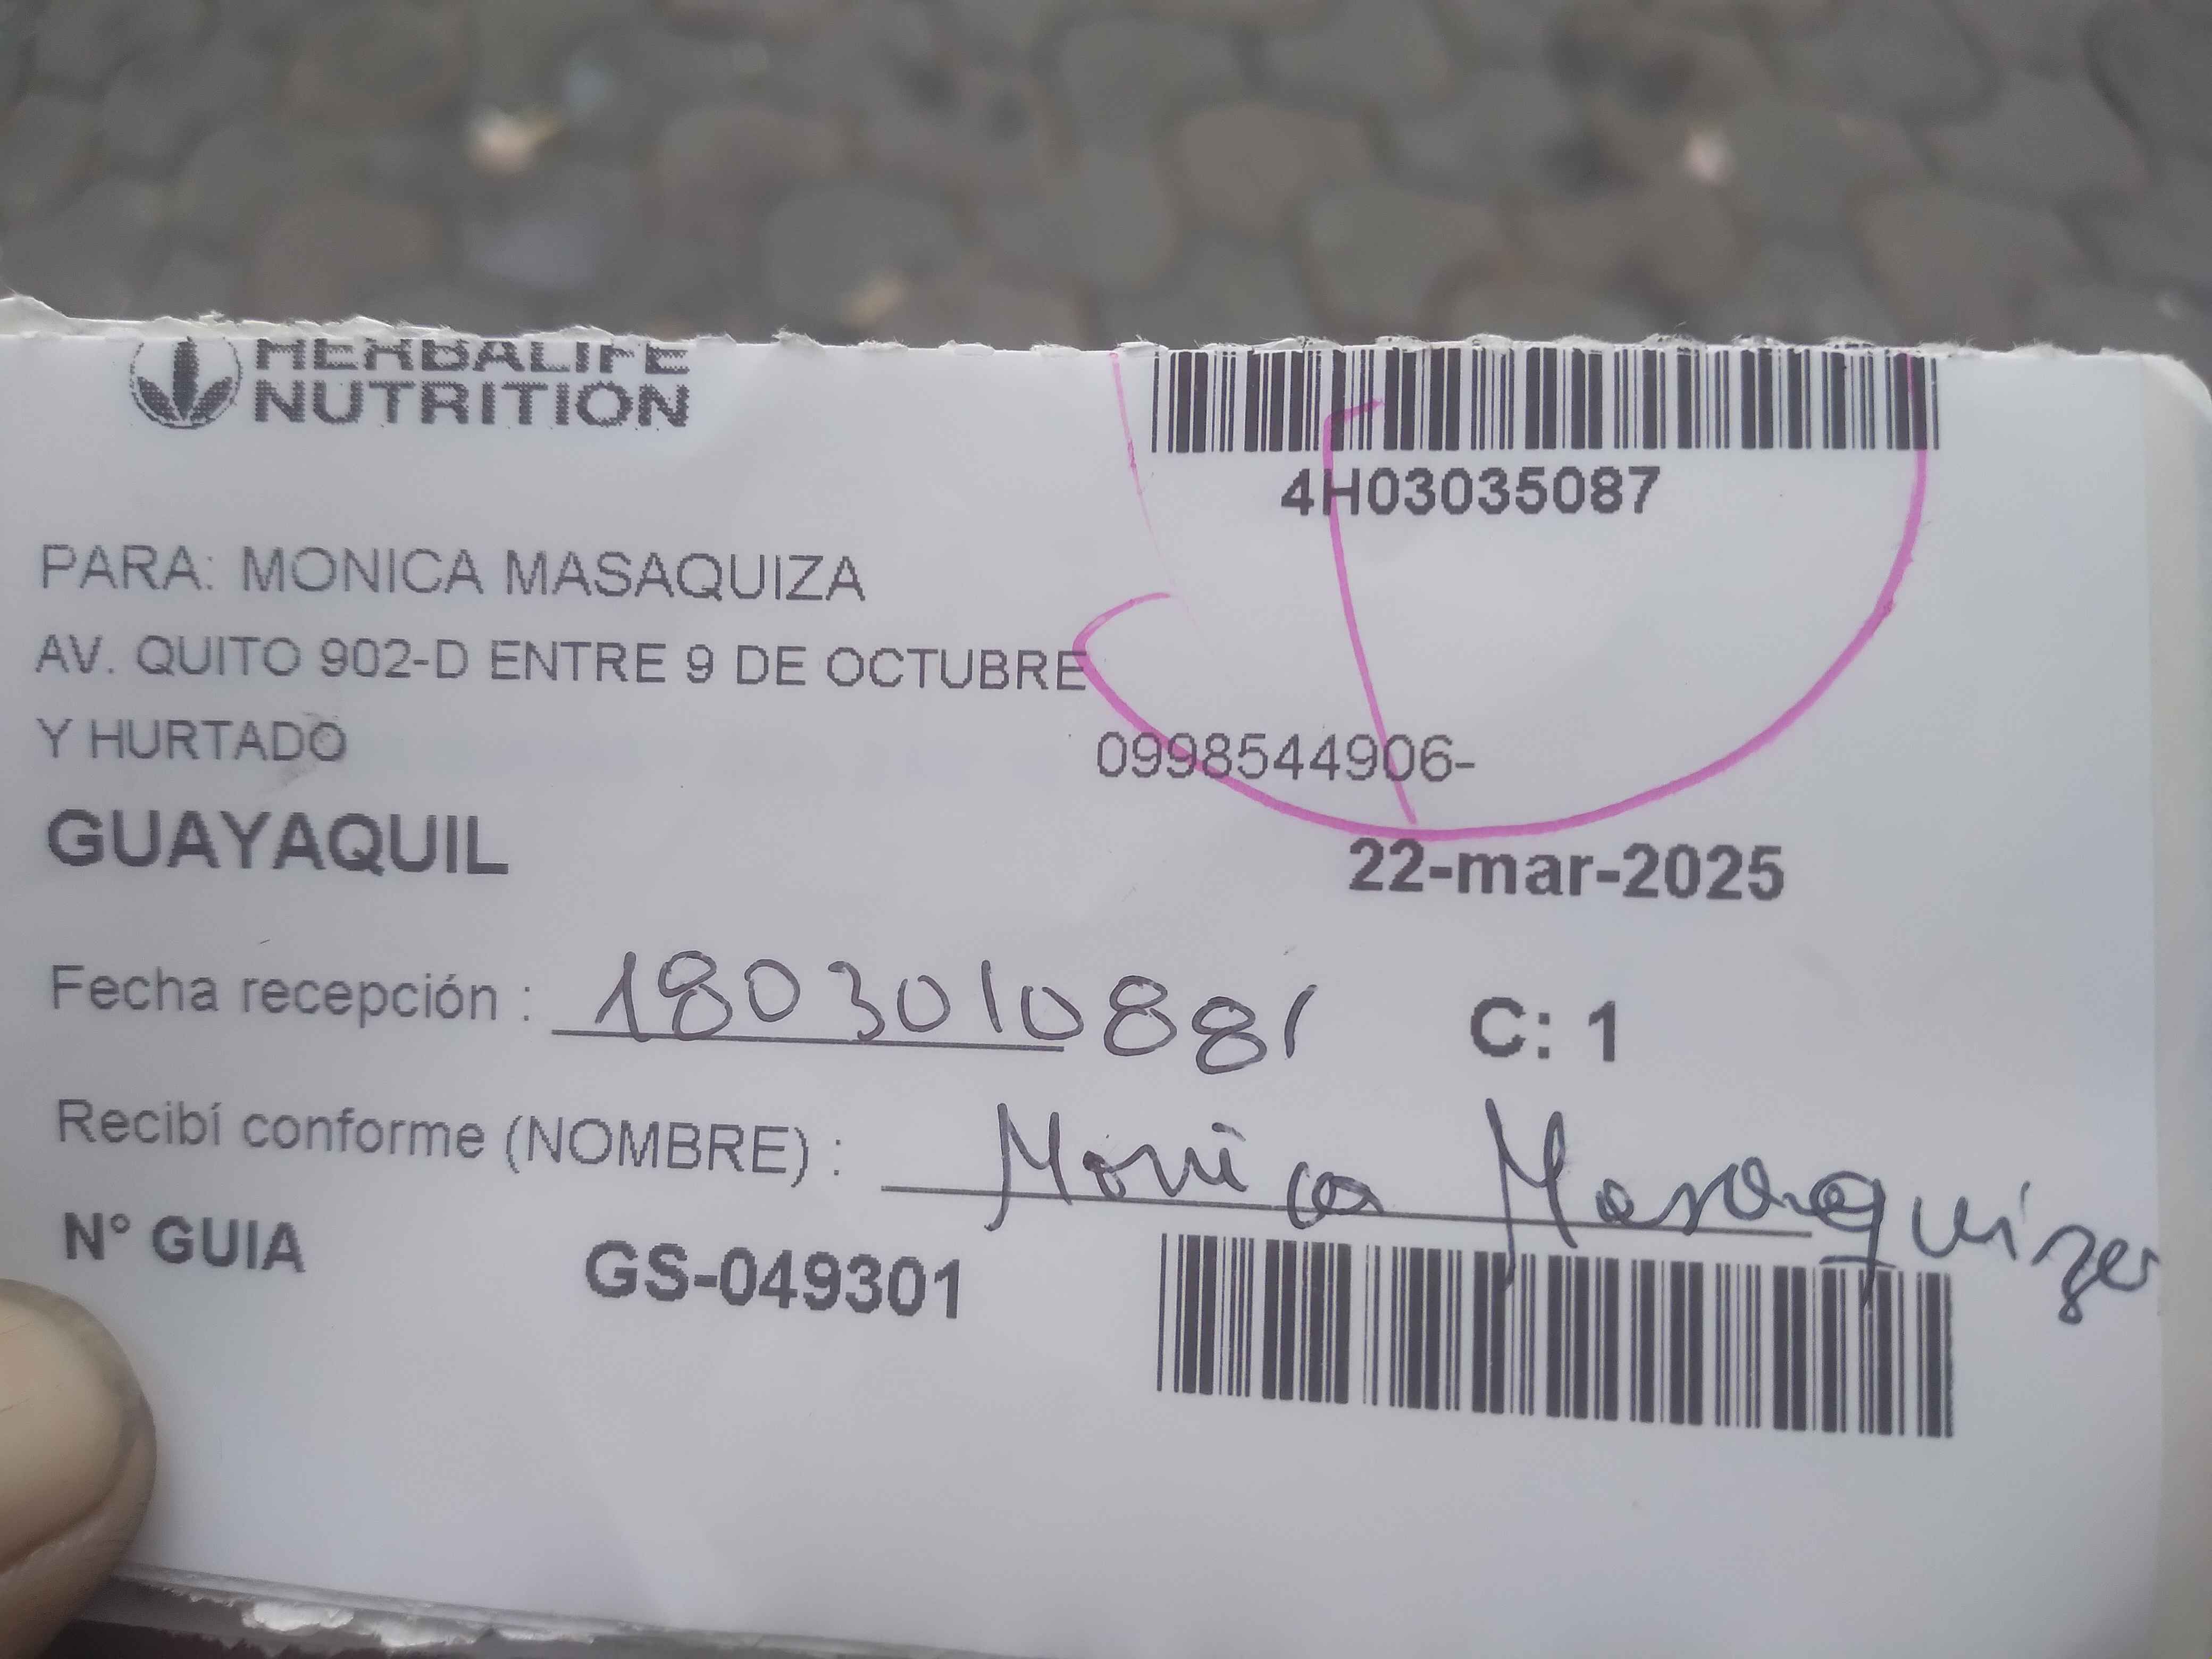 HERBALIFE
NUTRITION
4H03035087
PARA: MONICA MASAQUIZA
AV. QUITO 902-D ENTRE 9 DE OCTUBRE
Y HURTADO
0998544906-
GUAYAQUIL
22-mar-2025
Fecha recepción : 1803010881
C: 1
Recibí conforme (NOMBRE) : Monica Masaquiza
N° GUIA GS-049301